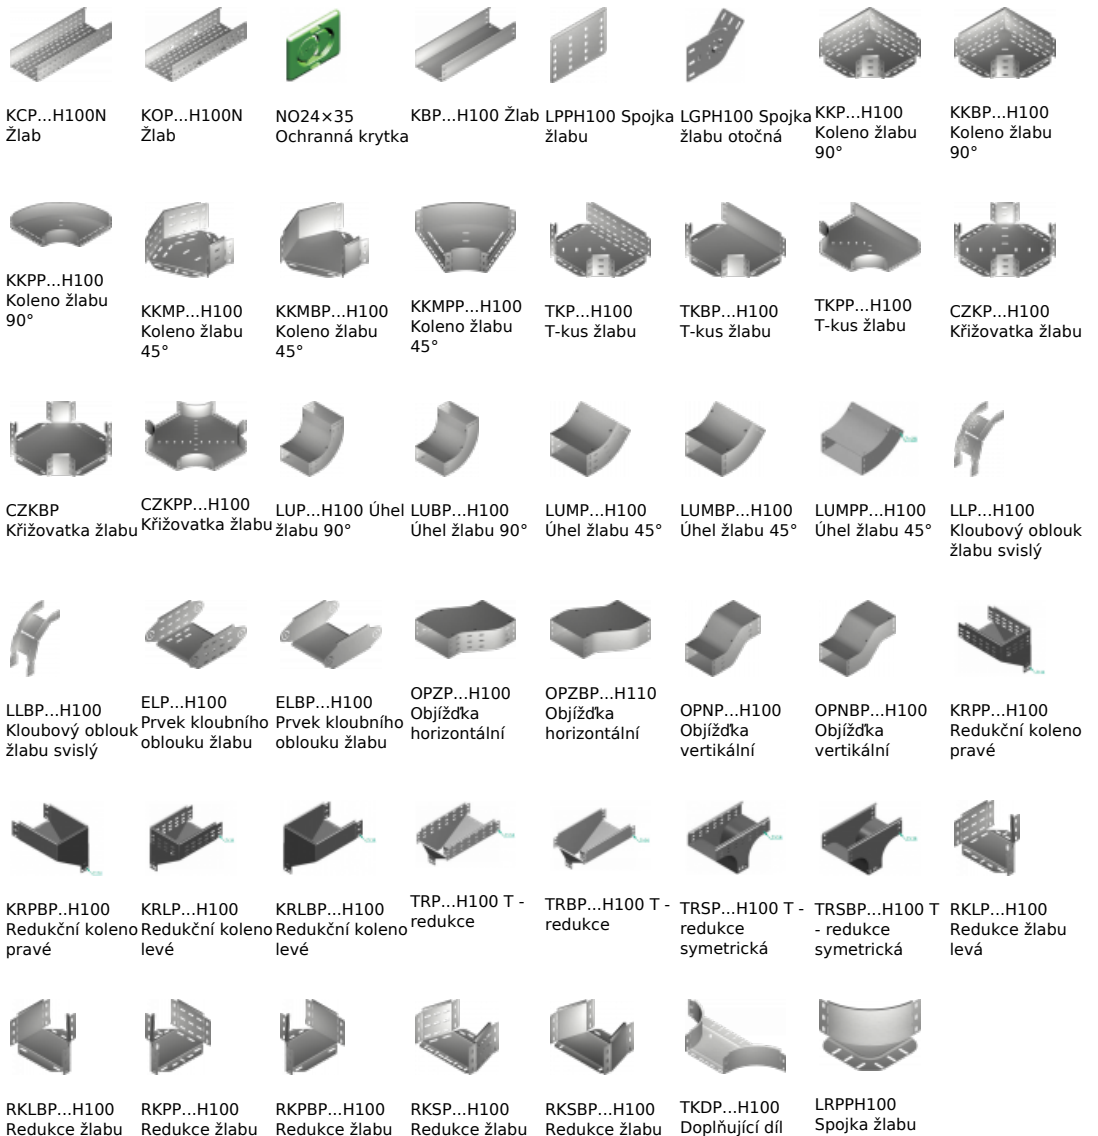 KCP...H100N
Žlab
KOP...H100N
Žlab
NO24×35
Ochranná krytka
KBP...H100 Žlab
LPPH100 Spojka
žlabu
LGPH100 Spojka
žlabu otočná
KKP...H100
Koleno žlabu
90°
KKBP...H100
Koleno žlabu
90°
KKPP...H100
Koleno žlabu
90°
KKMP...H100
Koleno žlabu
45°
KKMBP...H100
Koleno žlabu
45°
KKMPP...H100
Koleno žlabu
45°
TKP...H100
T-kus žlabu
TKBP...H100
T-kus žlabu
TKPP...H100
T-kus žlabu
CZKP...H100
Křižovatka žlabu
CZKBP
Křižovatka žlabu
CZKPP...H100
Křižovatka žlabu
LUP...H100 Úhel
žlabu 90°
LUBP...H100
Úhel žlabu 90°
LUMP...H100
Úhel žlabu 45°
LUMBP...H100
Úhel žlabu 45°
LUMPP...H100
Úhel žlabu 45°
LLP...H100
Kloubový oblouk
žlabu svislý
LLBP...H100
Kloubový oblouk
žlabu svislý
ELP...H100
Prvek kloubního
oblouku žlabu
ELBP...H100
Prvek kloubního
oblouku žlabu
OPZP...H100
Objížďka
horizontální
OPZBP...H110
Objížďka
horizontální
OPNP...H100
Objížďka
vertikální
OPNBP...H100
Objížďka
vertikální
KRPP...H100
Redukční koleno
pravé
KRPBP..H100
Redukční koleno
pravé
KRLP...H100
Redukční koleno
levé
KRLBP...H100
Redukční koleno
levé
TRP...H100 T -
redukce
TRBP...H100 T -
redukce
TRSP...H100 T -
redukce
symetrická
TRSBP...H100 T
- redukce
symetrická
RKLP...H100
Redukce žlabu
levá
RKLBP...H100
Redukce žlabu
RKPP...H100
Redukce žlabu
RKPBP...H100
Redukce žlabu
RKSP...H100
Redukce žlabu
RKSBP...H100
Redukce žlabu
TKDP...H100
Doplňující díl
LRPPH100
Spojka žlabu